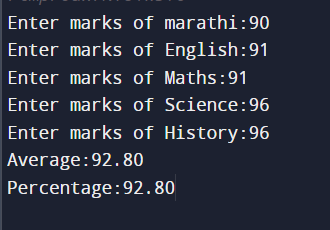 Enter marks of marathi:90
Enter marks of English:91
Enter marks of Maths:91
Enter marks of Science:96
Enter marks of History:96
Average:92.80
Percentage:92.80